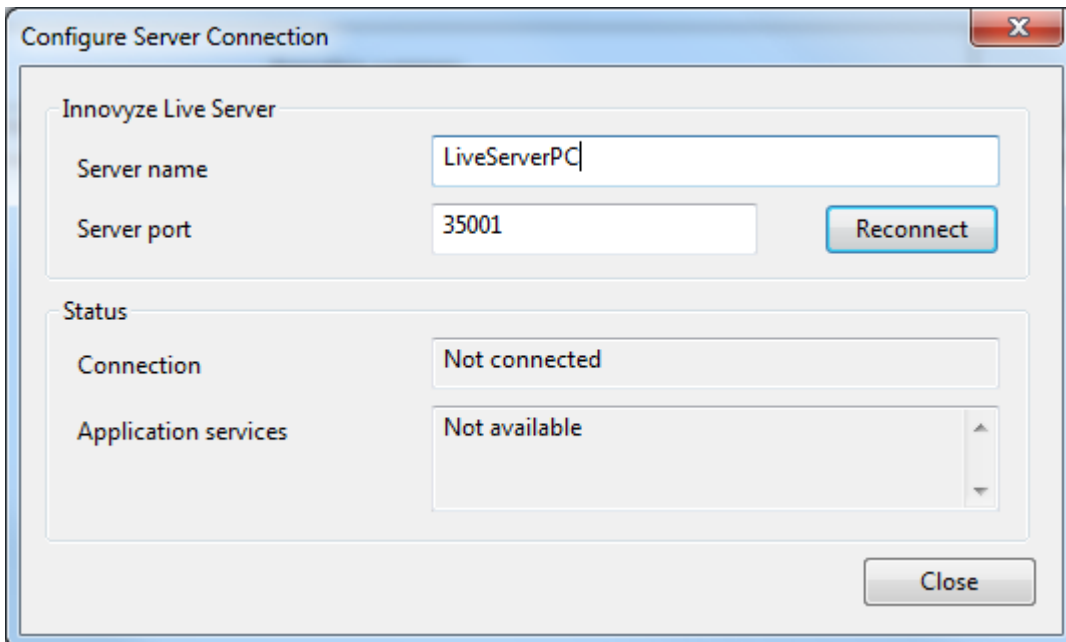 Configure Server Connection
Innovyze Live Server
Server name
LiveServerPC
Server port
35001
Reconnect
Status
Connection
Not connected
Application services
Not available
Close